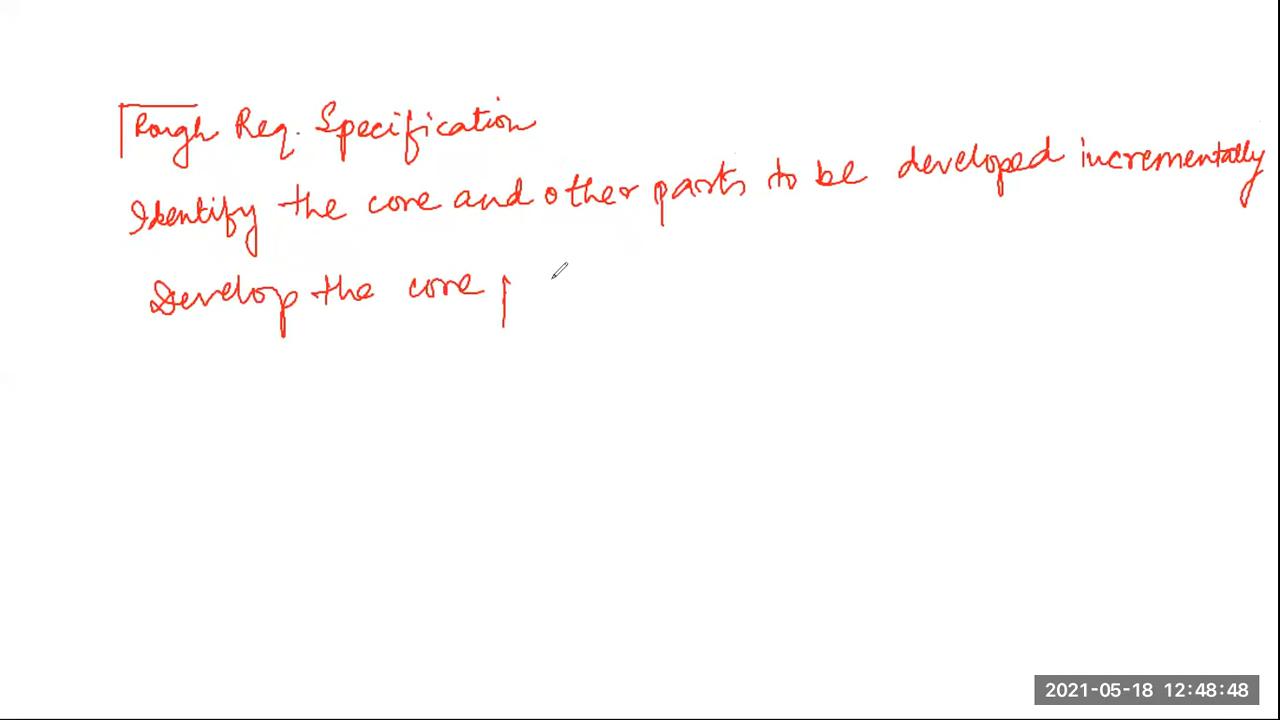 Rough Req. Specification
Identify the core and other parts to be developed incrementally
Develop the core
2021-05-18 12:48:48